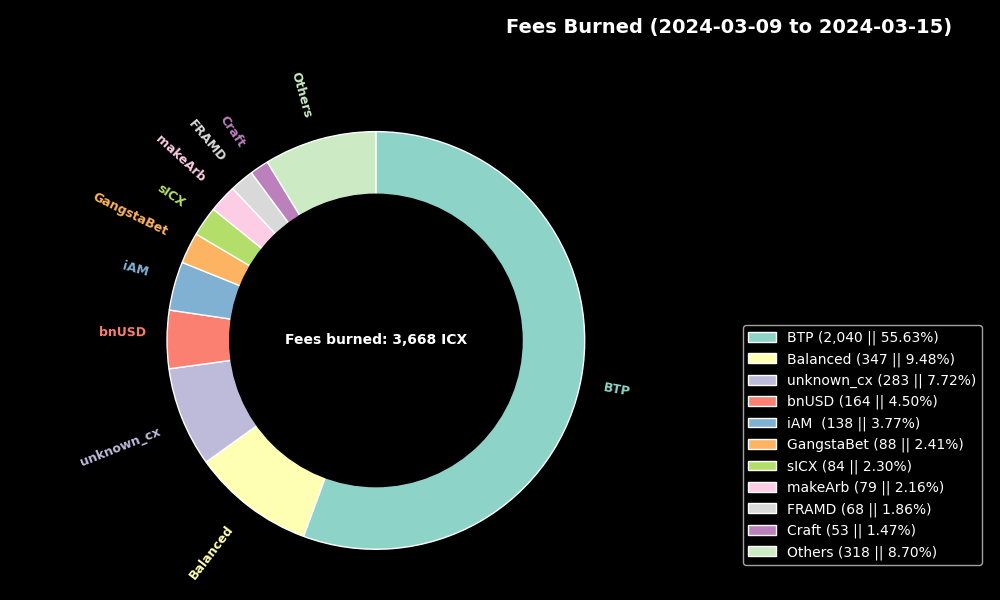 Fees Burned (2024-03-09 to 2024-03-15)
Others
Craft
FRAMD
makeArb
sICX
GangstaBet
iAM
bnUSD
unknown_cx
Balanced
BTP
Fees burned: 3,668 ICX
BTP (2,040 || 55.63%)
Balanced (347 || 9.48%)
unknown_cx (283 || 7.72%)
bnUSD (164 || 4.50%)
iAM  (138 || 3.77%)
GangstaBet (88 || 2.41%)
sICX (84 || 2.30%)
makeArb (79 || 2.16%)
FRAMD (68 || 1.86%)
Craft (53 || 1.47%)
Others (318 || 8.70%)